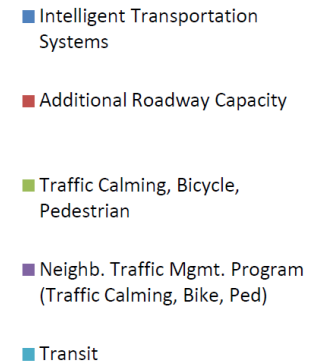 Intelligent Transportation
Systems
Additional Roadway Capacity
Traffic Calming, Bicycle,
Pedestrian
Neighb. Traffic Mgmt. Program
(Traffic Calming, Bike, Ped)
Transit